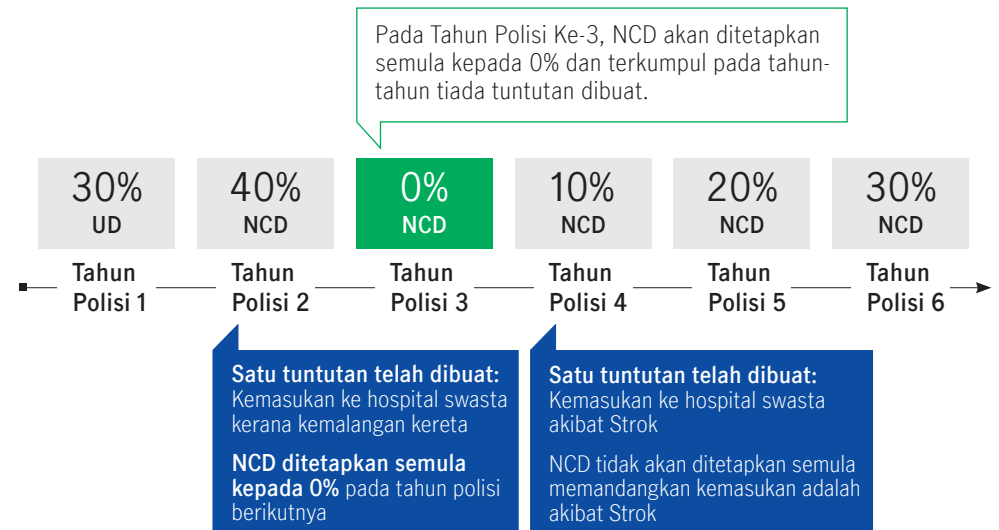 Pada Tahun Polisi Ke-3, NCD akan ditetapkan
semula kepada 0% dan terkumpul pada tahun-
tahun tiada tuntutan dibuat.
30%
UD
40%
NCD
0%
NCD
10%
NCD
20%
NCD
30%
NCD
Tahun
Polisi 1
Tahun
Polisi 2
Tahun
Polisi 3
Tahun
Polisi 4
Tahun
Polisi 5
Tahun
Polisi 6
Satu tuntutan telah dibuat:
Kemasukan ke hospital swasta
kerana kemalangan kereta
NCD ditetapkan semula
kepada 0% pada tahun polisi
berikutnya
Satu tuntutan telah dibuat:
Kemasukan ke hospital swasta
akibat Strok
NCD tidak akan ditetapkan semula
memandangkan kemasukan adalah
akibat Strok